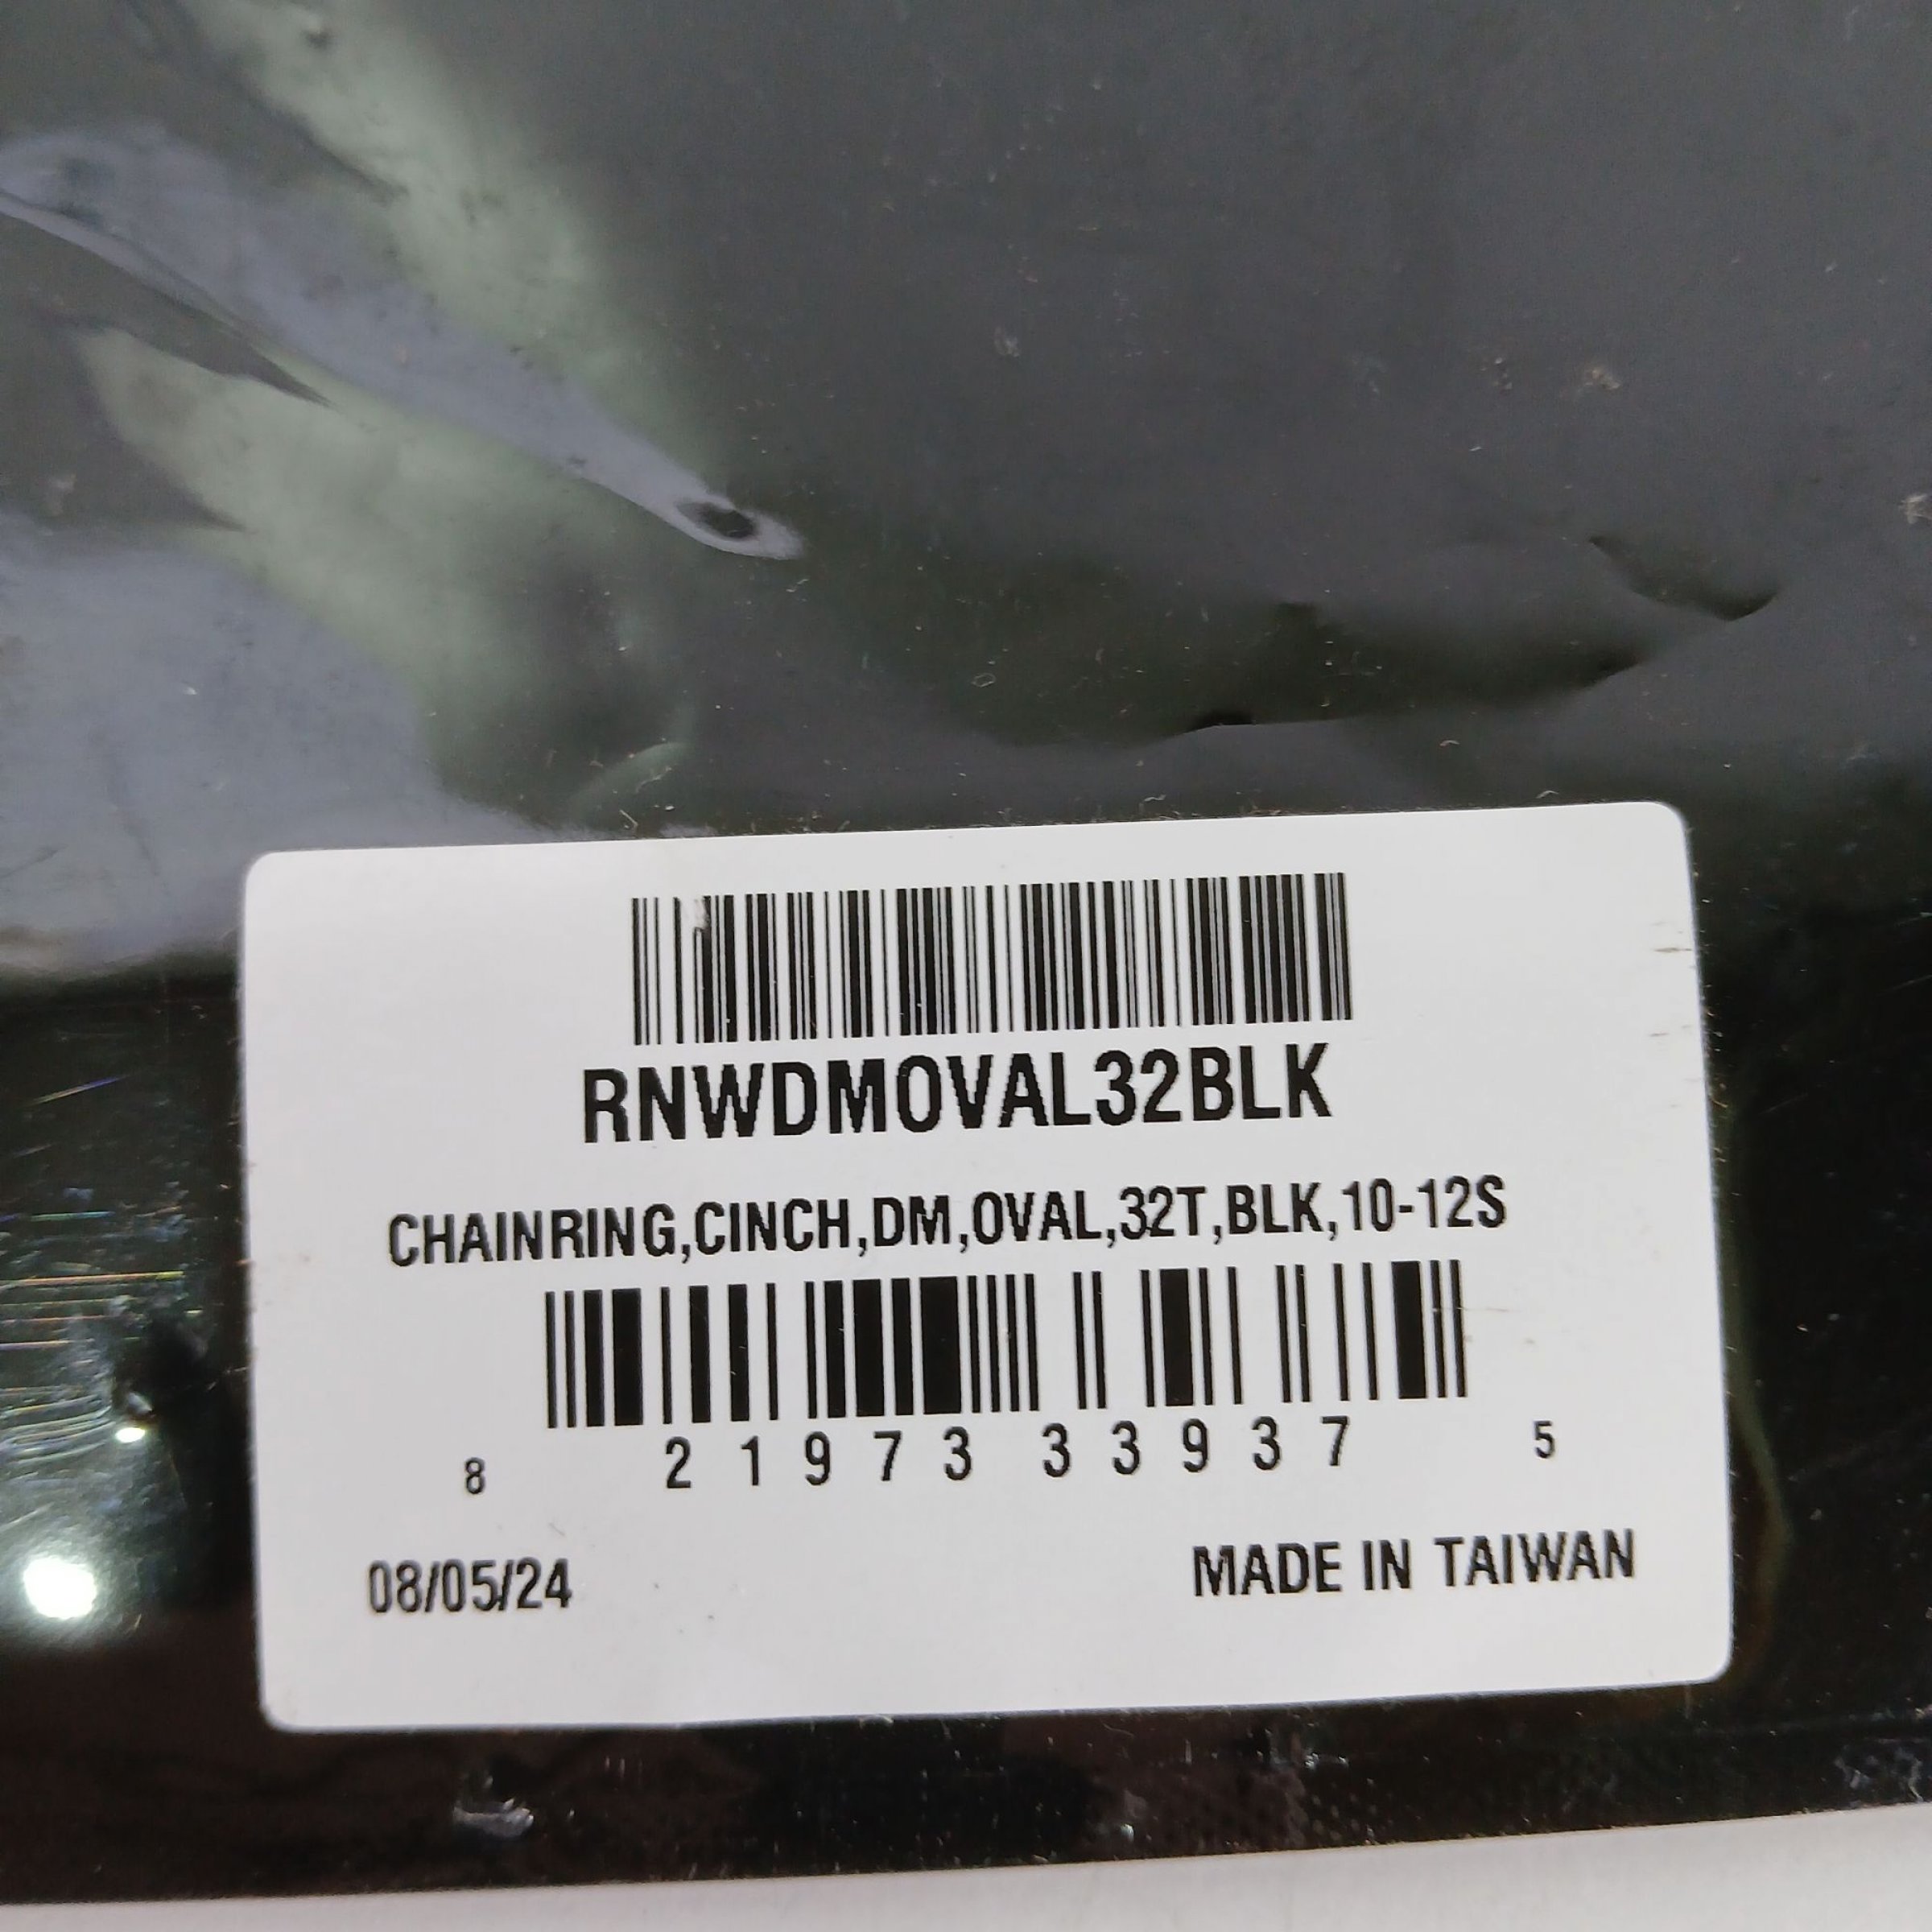 RNWDMOVAL32BLK
CHAINRING,CINCH,DM,OVAL,32T,BLK,10-12S
8 21973 33937 5
08/05/24 MADE IN TAIWAN